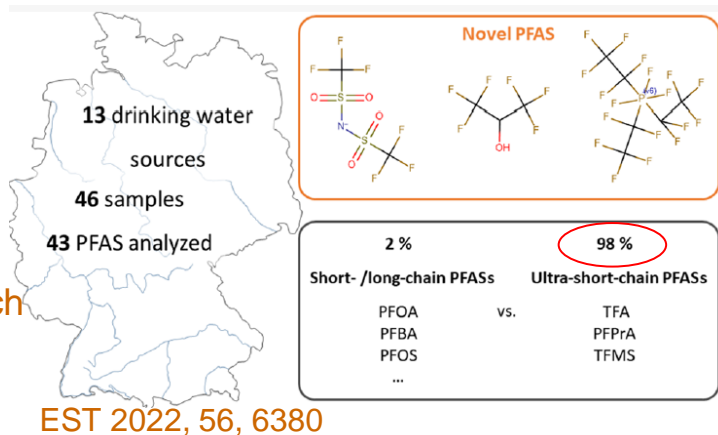 13 drinking water
sources
46 samples
43 PFAS analyzed
ch
EST 2022, 56, 6380
Novel PFAS
F
F
F
O
S
O
N-
O
S
O
F
F
F
F
F
F
F
F
F
OH
F
F
F
F
F
F
P
F
F
F
F
F
F
F
F
F
F
F
2 %
98 %
Short- /long-chain PFASs
Ultra-short-chain PFASs
PFOA
vs.
TFA
PFBA
PFPrA
PFOS
TFMS
...